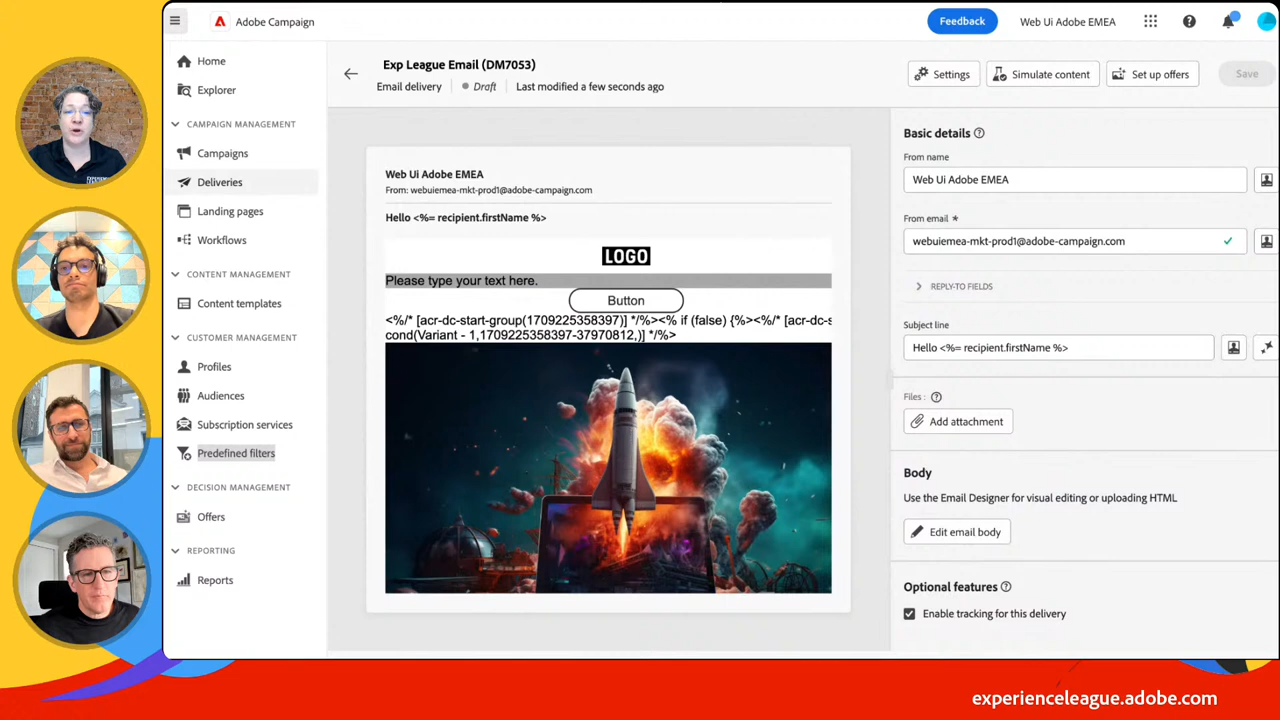 Adobe Campaign
Feedback
Web Ui Adobe EMEA
Home
Explorer
CAMPAIGN MANAGEMENT
Campaigns
Deliveries
Landing pages
Workflows
CONTENT MANAGEMENT
Content templates
CUSTOMER MANAGEMENT
Profiles
Audiences
Subscription services
Predefined filters
DECISION MANAGEMENT
Offers
REPORTING
Reports
Exp League Email (DM7053)
Email delivery
Draft
Last modified a few seconds ago
Settings
Simulate content
Set up offers
Save
Web Ui Adobe EMEA
From: webuiemea-mkt-prod1@adobe-campaign.com
Hello <%= recipient.firstName %>
LOGO
Please type your text here.
Button
<%/* [acr-dc-start-group(1709225358397)] */%><% if (false) {%><%/* [acr-dc-s
cond(Variant - 1,1709225358397-37970812,)] */%>
Basic details
From name
Web Ui Adobe EMEA
From email *
webuiemea-mkt-prod1@adobe-campaign.com
REPLY-TO FIELDS
Subject line
Hello <%= recipient.firstName %>
Files :
Add attachment
Body
Use the Email Designer for visual editing or uploading HTML
Edit email body
Optional features
Enable tracking for this delivery
experienceleague.adobe.com